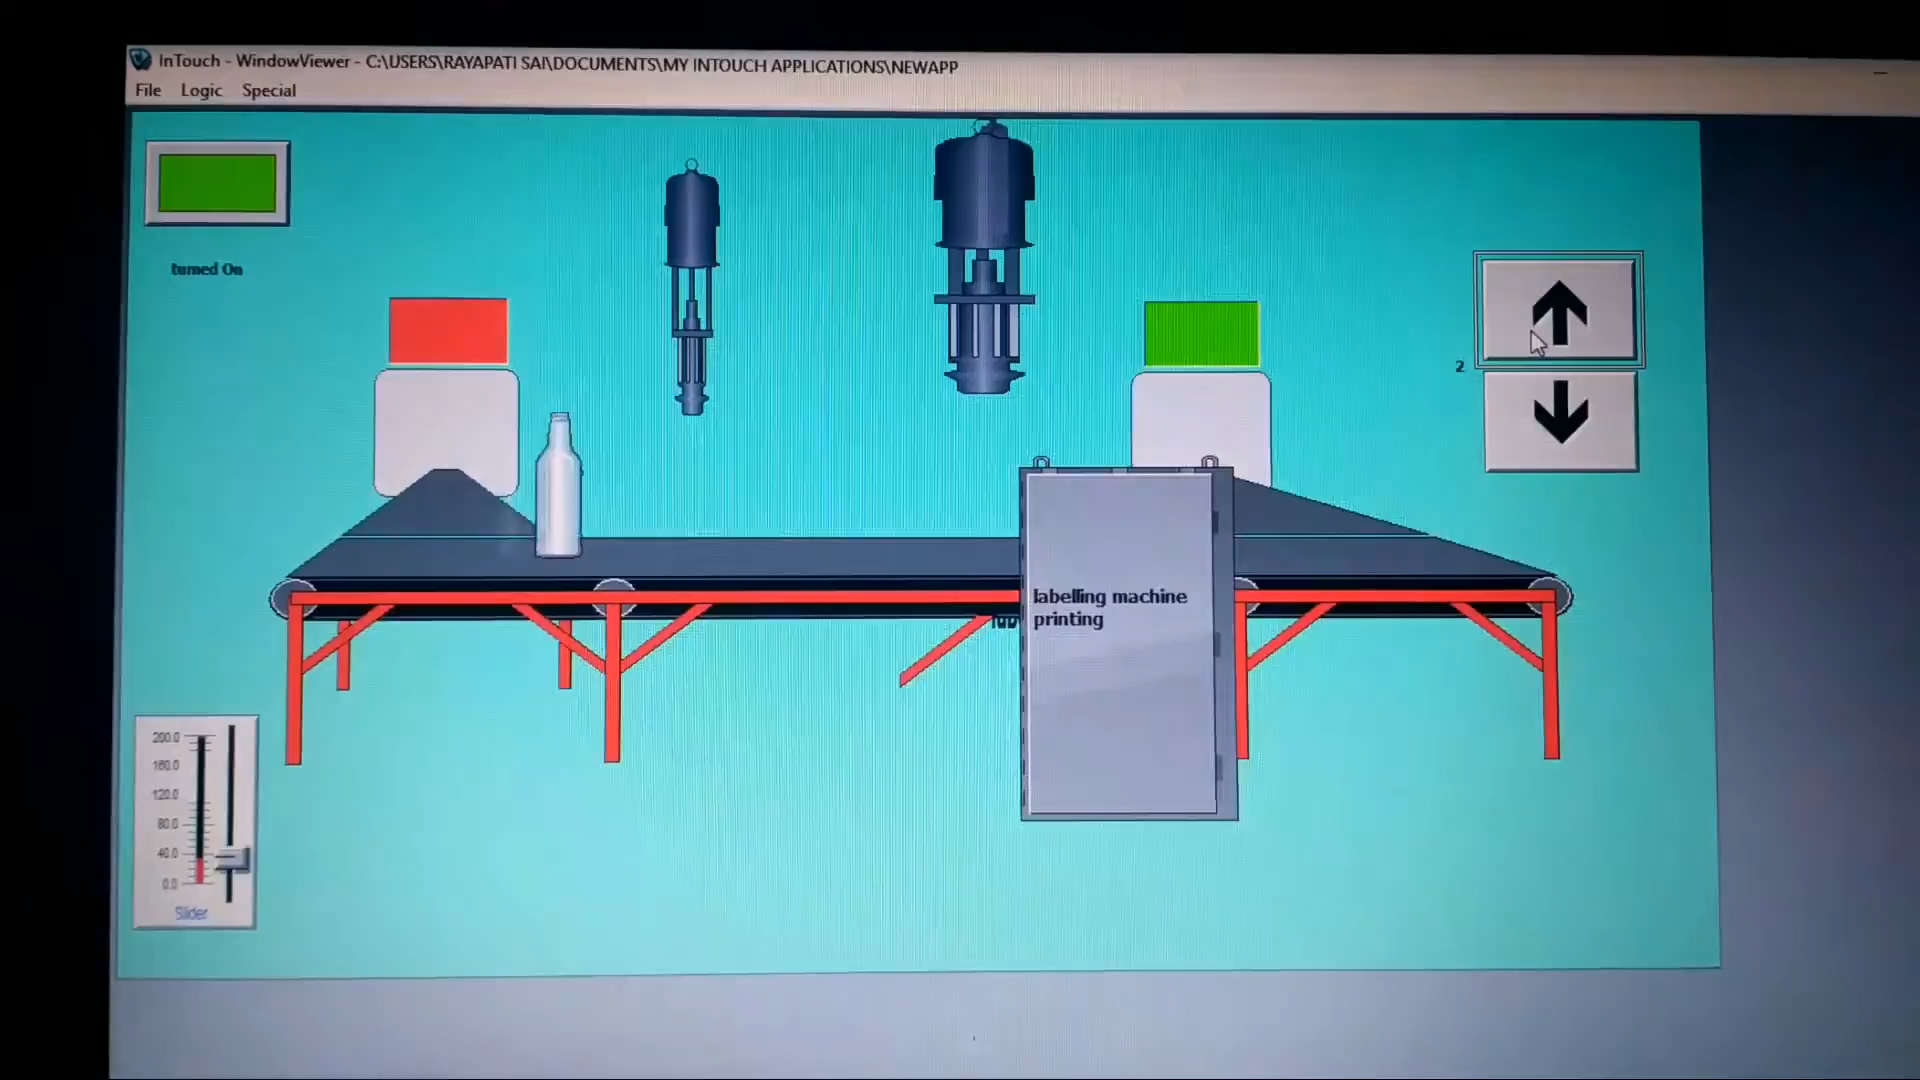 InTouch - WindowViewer - C:\USERS\RAYAPATI SAI\DOCUMENTS\MY INTOUCH APPLICATIONS\NEWAPP
File Logic Special
turned On
2
labelling machine
printing
200.0
160.0
120.0
80.0
40.0
0.0
Slider